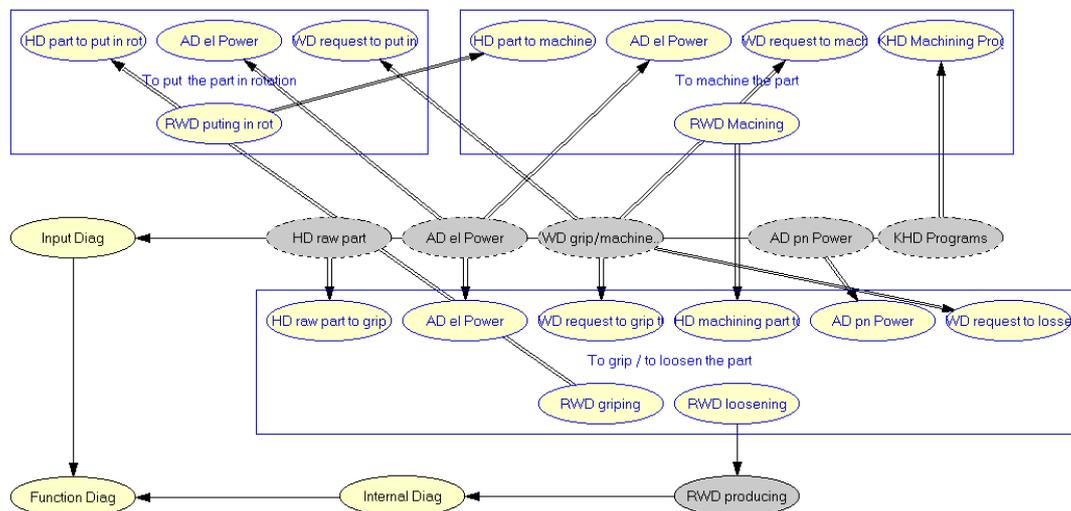 HD part to put in rot
AD el Power
WD request to put in
HD part to machine
AD el Power
WD request to mach
KHD Machining Prog
To put the part in rotation
To machine the part
RWD puting in rot
RWD Machining
Input Diag
HD raw part
AD el Power
WD grip/machine..
AD pn Power
KHD Programs
HD raw part to grip
AD el Power
WD request to grip t
HD machining part to
AD pn Power
WD request to losse
To grip / to loosen the part
RWD griping
RWD loosening
Function Diag
Internal Diag
RWD producing